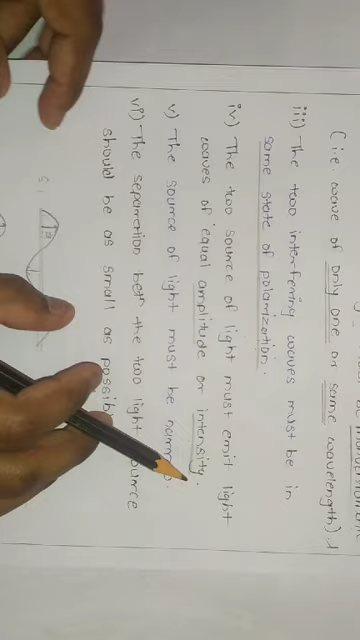 monochromatic
(i.e. wave of only one or same wavelength).
iii) The two interfering waves must be in
same state of polarization.
iv) The two source of light must emit light
waves of equal amplitude or intensity.
v) The source of light must be narrow.
vi) The separation betn the two light source
should be as small as possible
S1